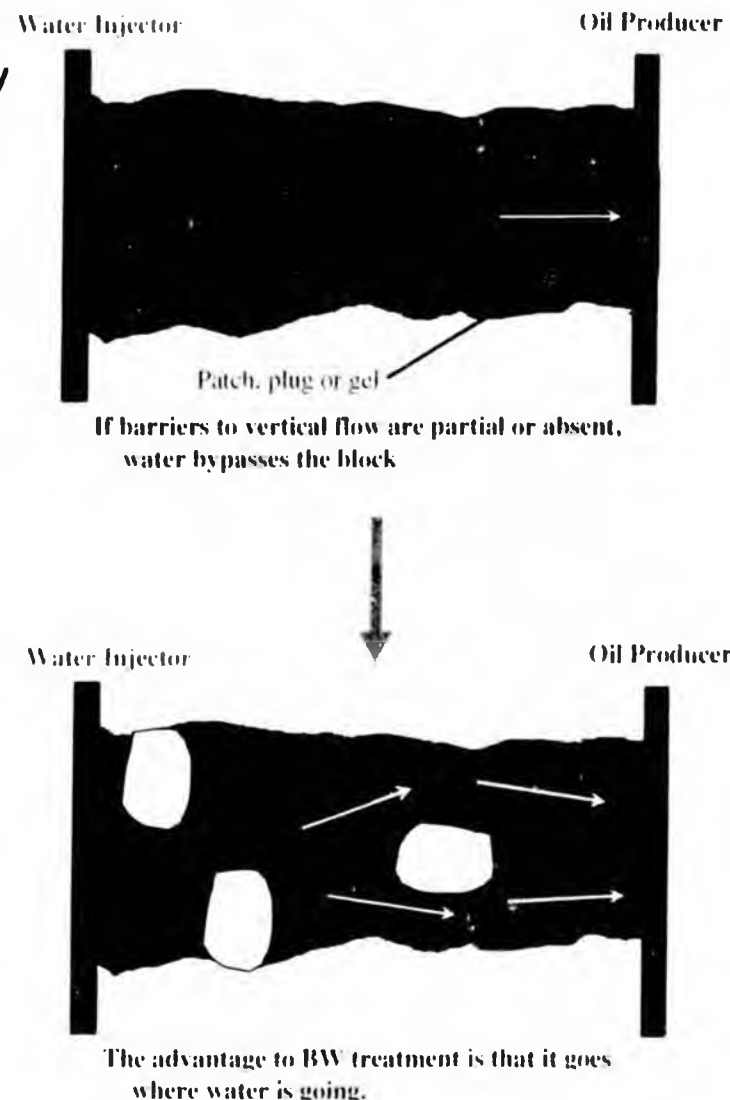 Water Injector Oil Producer
Patch, plug or gel
If barriers to vertical flow are partial or absent,
water bypasses the block
Water Injector Oil Producer
The advantage to BW treatment is that it goes
where water is going.